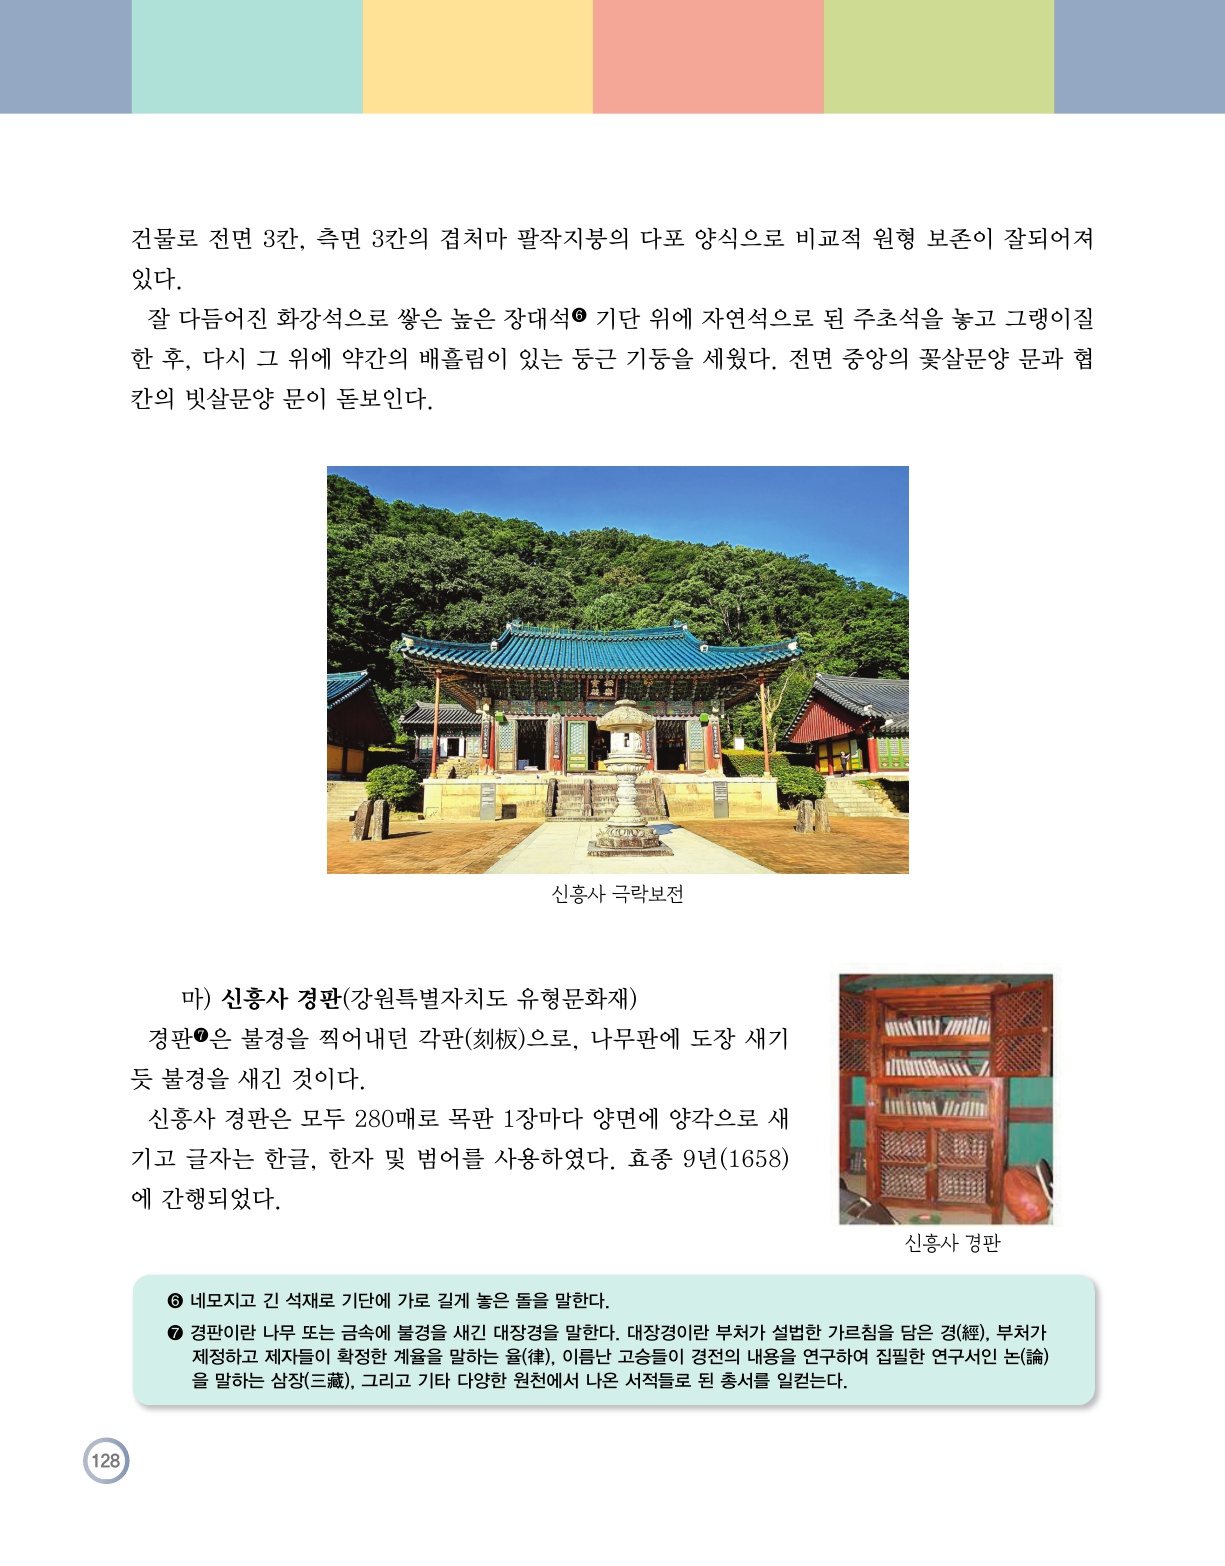 건물로 전면 3칸, 측면 3칸의 겹처마 팔작지붕의 다포 양식으로 비교적 원형 보존이 잘되어져
있다.
잘 다듬어진 화강석으로 쌓은 높은 장대석❻ 기단 위에 자연석으로 된 주초석을 놓고 그랭이질
한 후, 다시 그 위에 약간의 배흘림이 있는 둥근 기둥을 세웠다. 전면 중앙의 꽃살문양 문과 협
칸의 빗살문양 문이 돋보인다.
신흥사 극락보전
마) 신흥사 경판(강원특별자치도 유형문화재)
경판❼은 불경을 찍어내던 각판(刻板)으로, 나무판에 도장 새기
듯 불경을 새긴 것이다.
신흥사 경판은 모두 280매로 목판 1장마다 양면에 양각으로 새
기고 글자는 한글, 한자 및 범어를 사용하였다. 효종 9년(1658)
에 간행되었다.
신흥사 경판
❻ 네모지고 긴 석재로 기단에 가로 길게 놓은 돌을 말한다.
❼ 경판이란 나무 또는 금속에 불경을 새긴 대장경을 말한다. 대장경이란 부처가 설법한 가르침을 담은 경(經), 부처가
제정하고 제자들이 확정한 계율을 말하는 율(律), 이름난 고승들이 경전의 내용을 연구하여 집필한 연구서인 논(論)
을 말하는 삼장(三藏), 그리고 기타 다양한 원천에서 나온 서적들로 된 총서를 일컫는다.
128